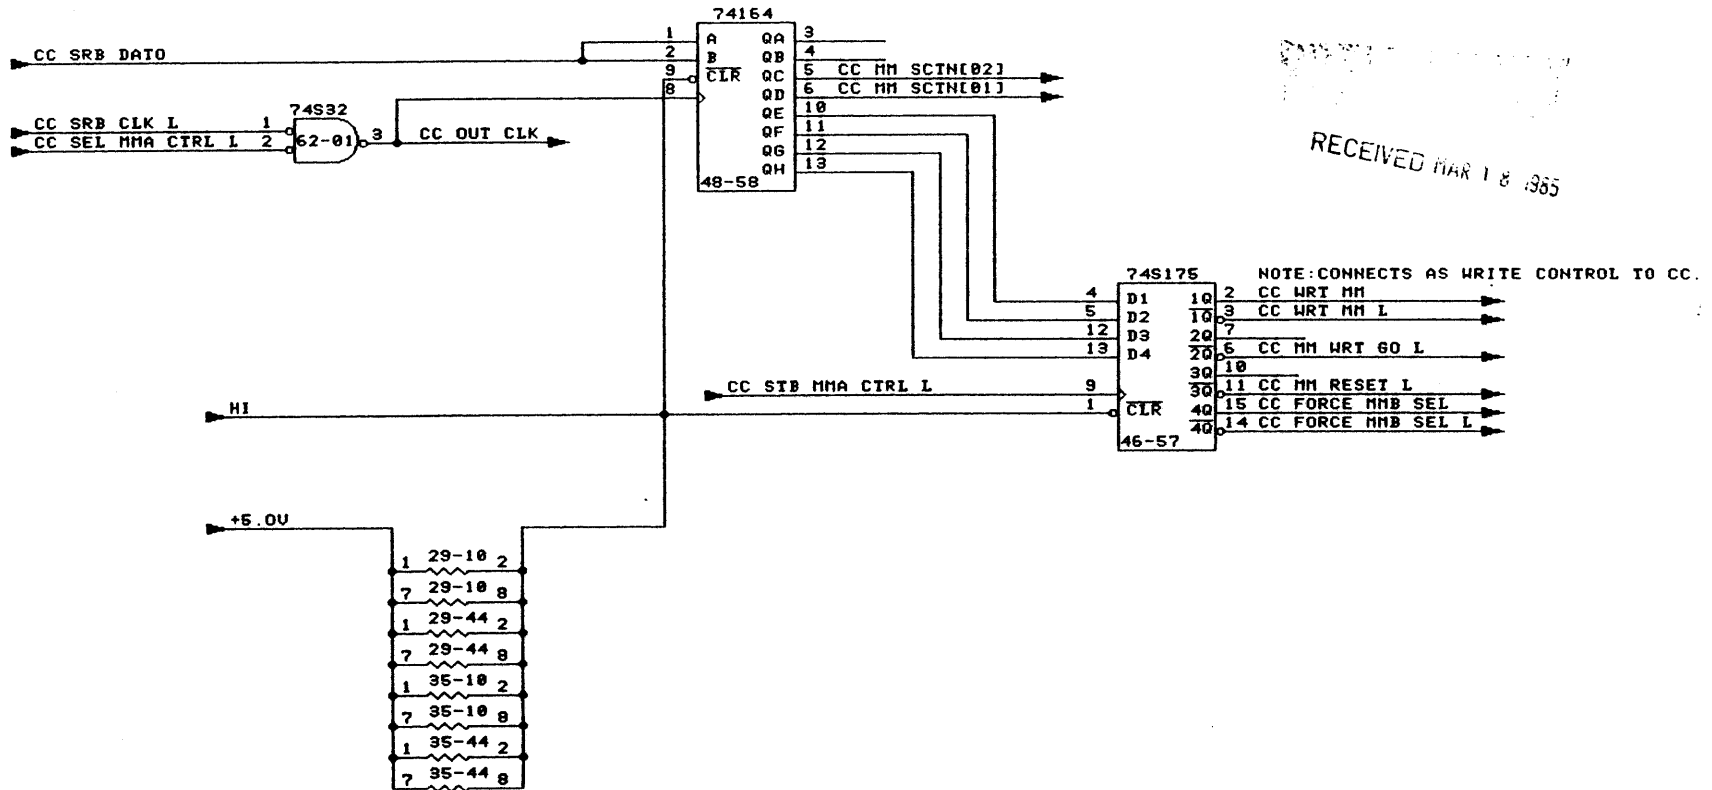 74164
CC SRB DATO
1 A QA 3
2 B QB 4
9 CLR QC 5 CC MM SCTN[02]
8 QD 6 CC MM SCTN[01]
QE 10
QF 11
QG 12
QH 13
48-58
74S32
CC SRB CLK L 1
CC SEL MMA CTRL L 2
62-01 3 CC OUT CLK
RECEIVED MAR 18 1985
74S175 NOTE:CONNECTS AS WRITE CONTROL TO CC.
4 D1 1Q 2 CC WRT MM
5 D2 1Q 3 CC WRT MM L
12 D3 2Q 7
13 D4 2Q 6 CC MM WRT GO L
3Q 10
CC STB MMA CTRL L 9 3Q 11 CC MM RESET L
HI 1 CLR 4Q 15 CC FORCE MMB SEL
4Q 14 CC FORCE MMB SEL L
46-57
+5.0V
1 29-10 2
7 29-10 8
1 29-44 2
7 29-44 8
1 35-10 2
7 35-10 8
1 35-44 2
7 35-44 8